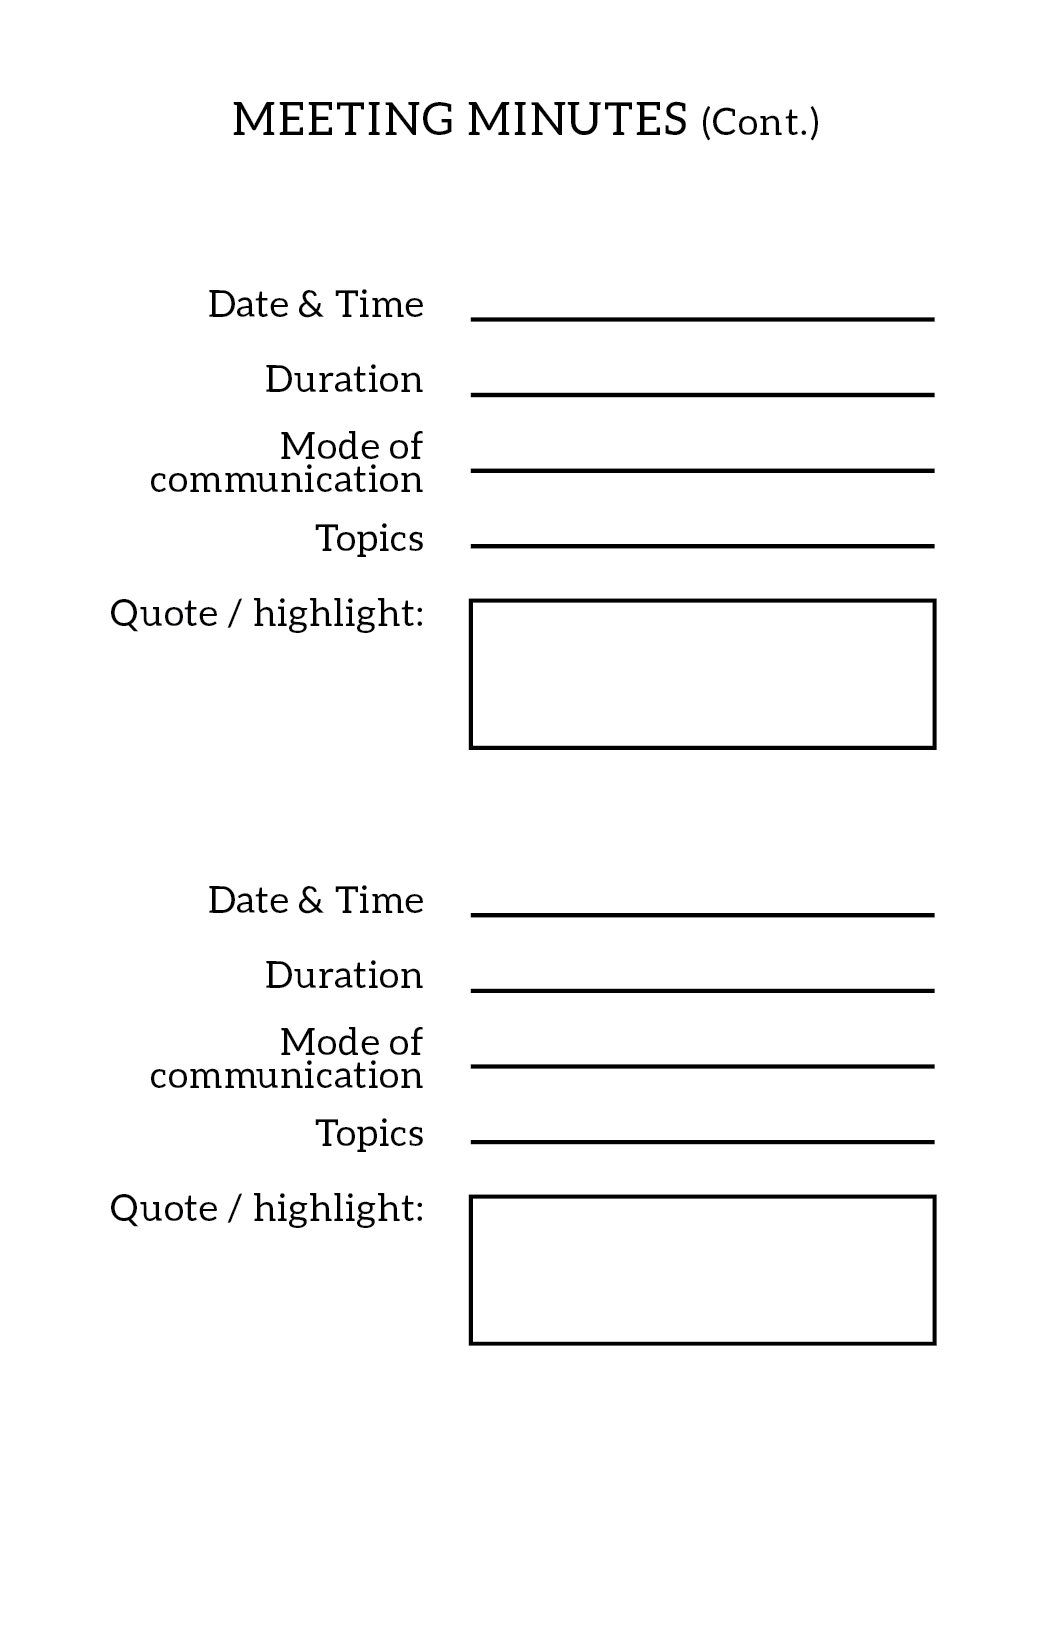 MEETING MINUTES (Cont.)
Date & Time
Duration
Mode of
communication
Topics
Quote / highlight:
Date & Time
Duration
Mode of
communication
Topics
Quote / highlight: